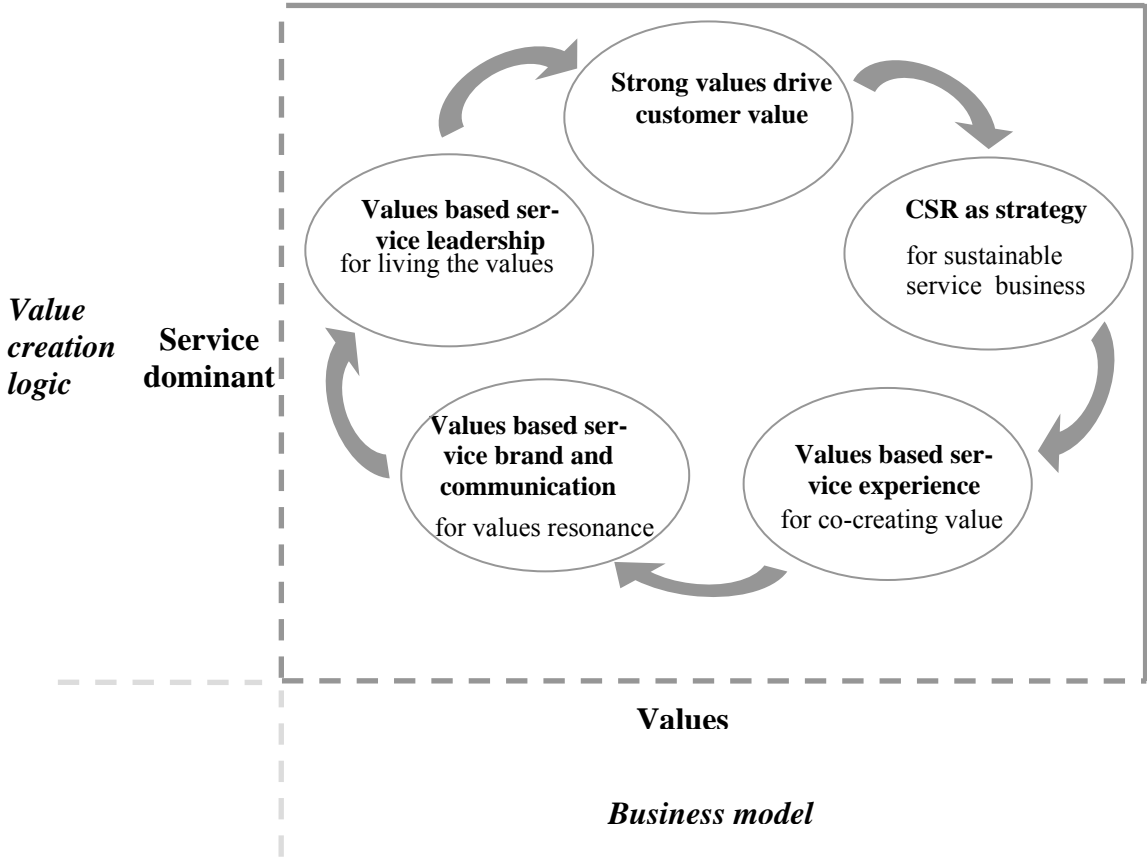 Strong values drive
customer value
Values based ser-
vice leadership
for living the values
CSR as strategy
for sustainable
service business
Value
creation
logic
Service
dominant
Values based ser-
vice brand and
communication
for values resonance
Values based ser-
vice experience
for co-creating value
Values
Business model